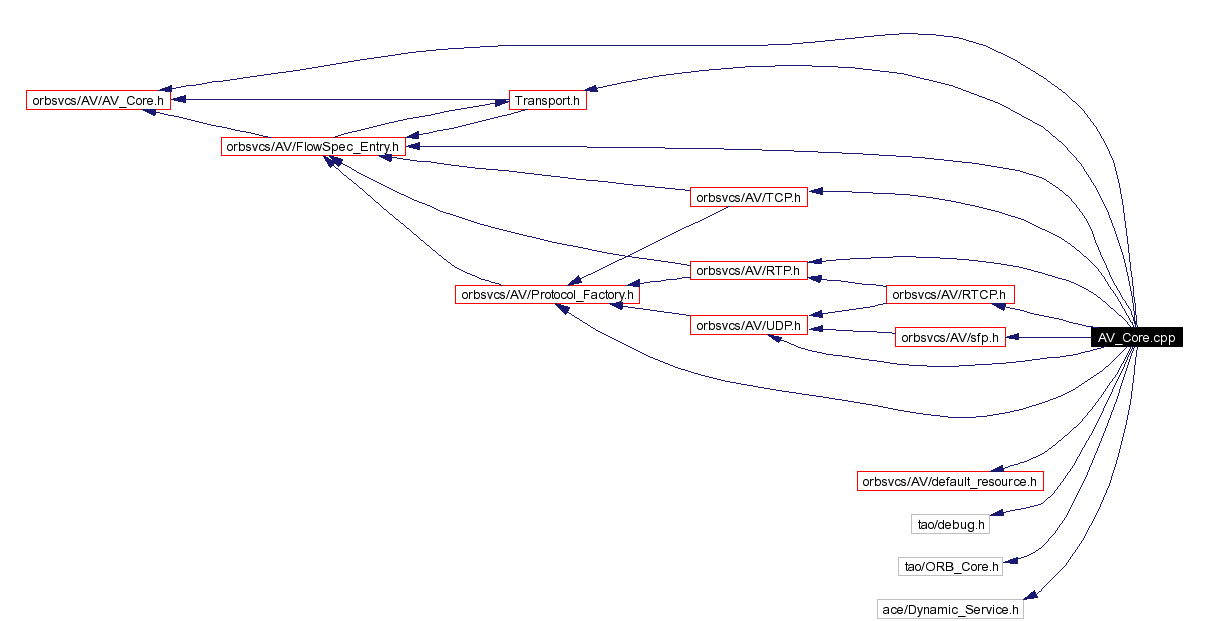 orbsvcs/AV/AV_Core.h
Transport.h
orbsvcs/AV/FlowSpec_Entry.h
orbsvcs/AV/TCP.h
orbsvcs/AV/RTP.h
orbsvcs/AV/Protocol_Factory.h
orbsvcs/AV/RTCP.h
orbsvcs/AV/UDP.h
orbsvcs/AV/sfp.h
AV_Core.cpp
orbsvcs/AV/default_resource.h
tao/debug.h
tao/ORB_Core.h
ace/Dynamic_Service.h